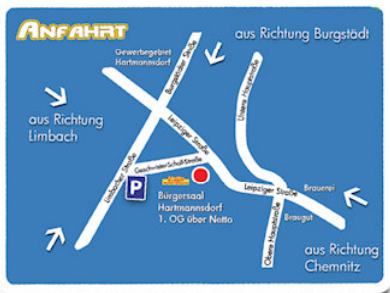 ANFAHRT
aus Richtung Burgstädt
Gewerbegebiet
Hartmannsdorf
Burgstädter Straße
Untere Hauptstraße
aus Richtung
Limbach
Leipziger Straße
Geschwister-Scholl-Straße
Limbacher Straße
P
Bürgersaal
Hartmannsdorf
1. OG über Netto
Leipziger Straße
Brauerei
Braugut
Obere Hauptstraße
aus Richtung
Chemnitz